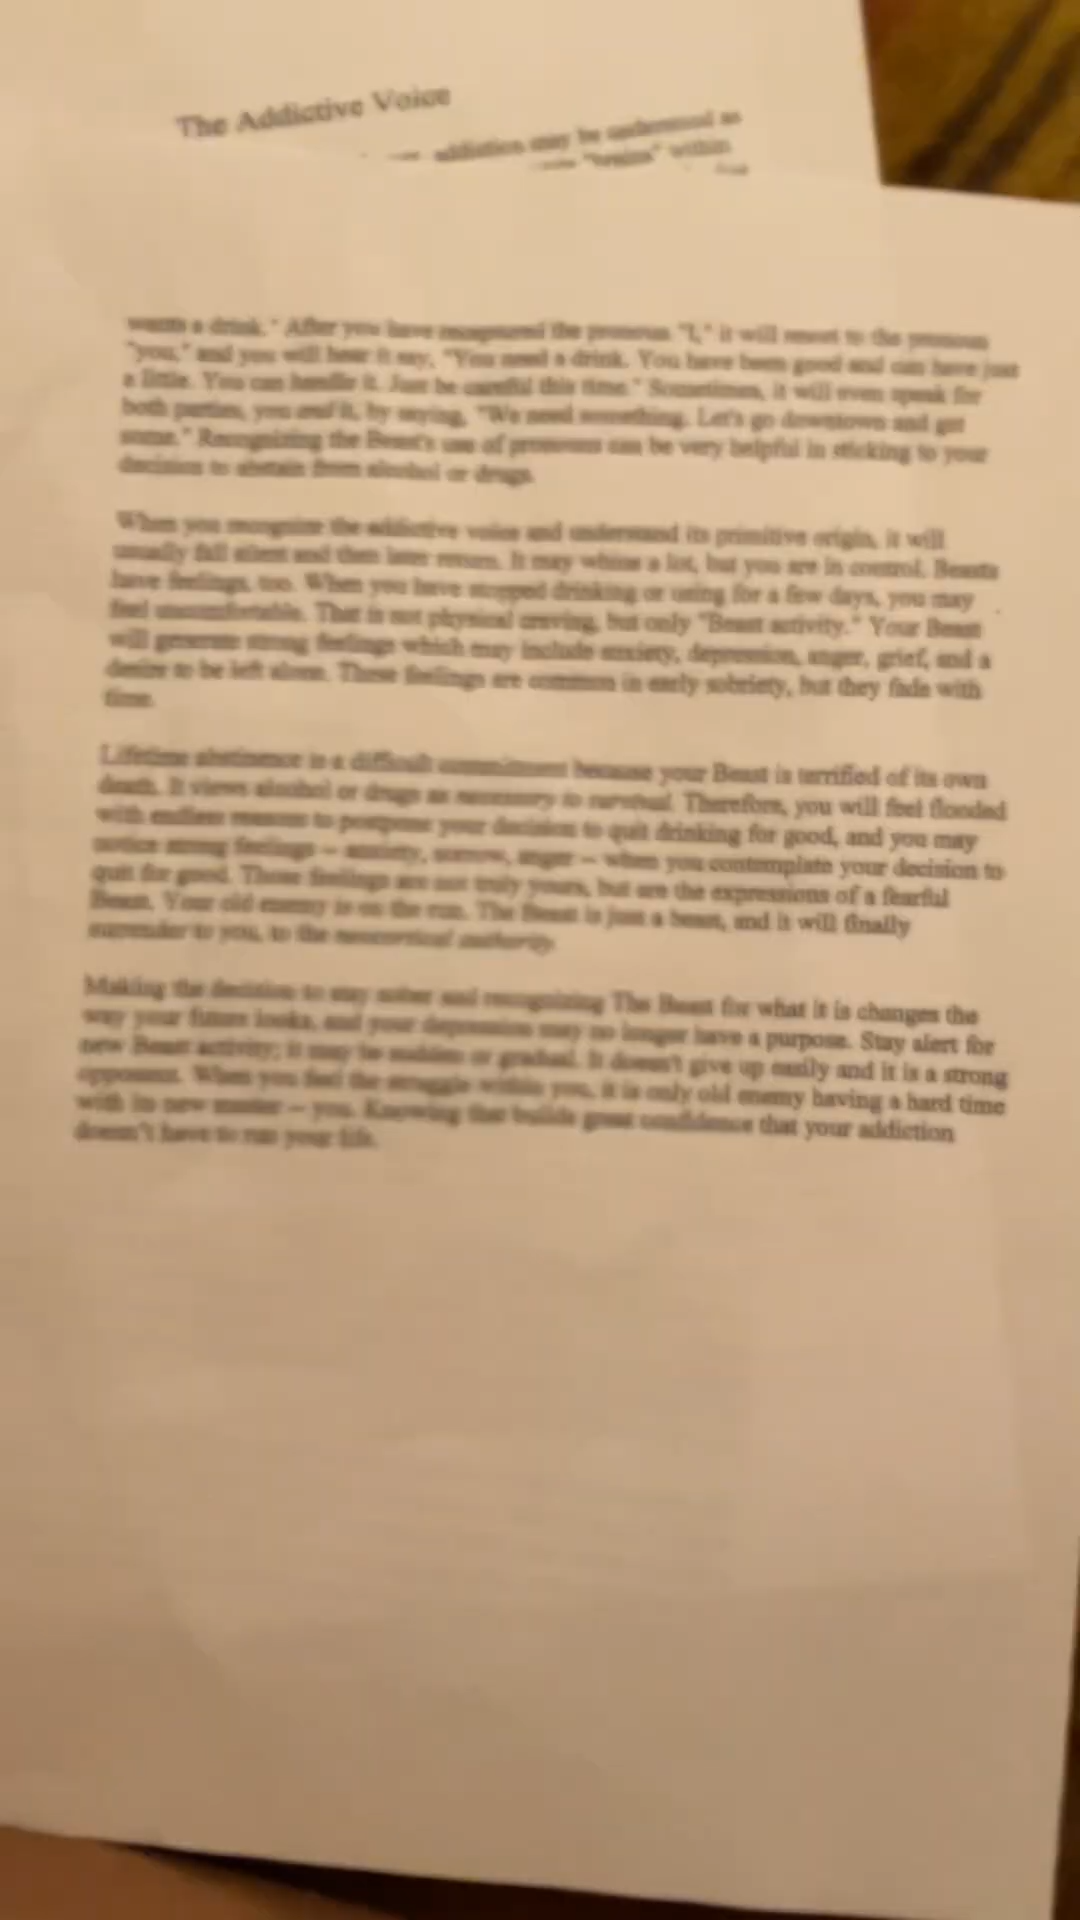 The Addictive Voice
addiction may be understood as
"brains" within
wants a drink." After you have recaptured the pronoun "I," it will resort to the pronoun
"you," and you will hear it say, "You need a drink. You have been good and can have just
a little. You can handle it. Just be careful this time." Sometimes, it will even speak for
both parties, you and it, by saying, "We need something. Let's go downtown and get
some." Recognizing the Beast's use of pronouns can be very helpful in sticking to your
decision to abstain from alcohol or drugs.
When you recognize the addictive voice and understand its primitive origin, it will
usually fall silent and then later return. It may whine a lot, but you are in control. Beasts
have feelings, too. When you have stopped drinking or using for a few days, you may
feel uncomfortable. That is not physical craving, but only "Beast activity." Your Beast
will generate strong feelings which may include anxiety, depression, anger, grief, and a
desire to be left alone. These feelings are common in early sobriety, but they fade with
time.
Lifetime abstinence is a difficult commitment because your Beast is terrified of its own
death. It views alcohol or drugs as necessary to survival. Therefore, you will feel flooded
with endless reasons to postpone your decision to quit drinking for good, and you may
notice strong feelings – anxiety, sorrow, anger – when you contemplate your decision to
quit for good. Those feelings are not truly yours, but are the expressions of a fearful
Beast. Your old enemy is on the run. The Beast is just a beast, and it will finally
surrender to you, to the neocortical authority.
Making the decision to stay sober and recognizing The Beast for what it is changes the
way your future looks, and your depression may no longer have a purpose. Stay alert for
new Beast activity; it may be sudden or gradual. It doesn't give up easily and it is a strong
opponent. When you feel the struggle within you, it is only old enemy having a hard time
with its new master – you. Knowing that builds great confidence that your addiction
doesn't have to run your life.